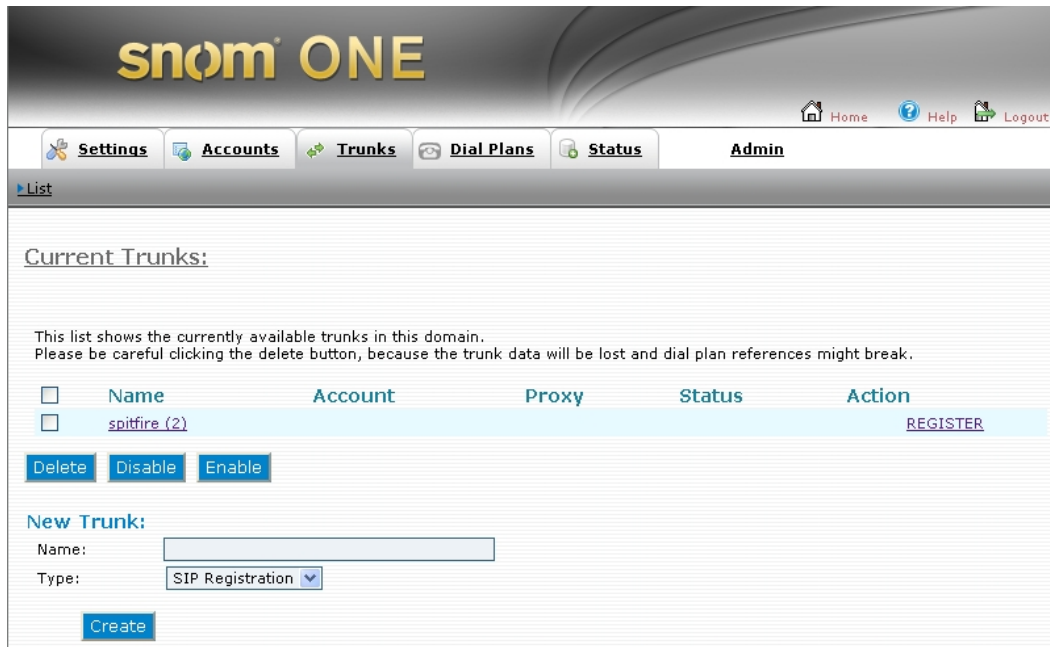 snom ONE
Home Help Logout
Settings Accounts Trunks Dial Plans Status Admin
List
Current Trunks:
This list shows the currently available trunks in this domain.
Please be careful clicking the delete button, because the trunk data will be lost and dial plan references might break.
Name Account Proxy Status Action
spitfire (2) REGISTER
Delete Disable Enable
New Trunk:
Name:
Type: SIP Registration
Create